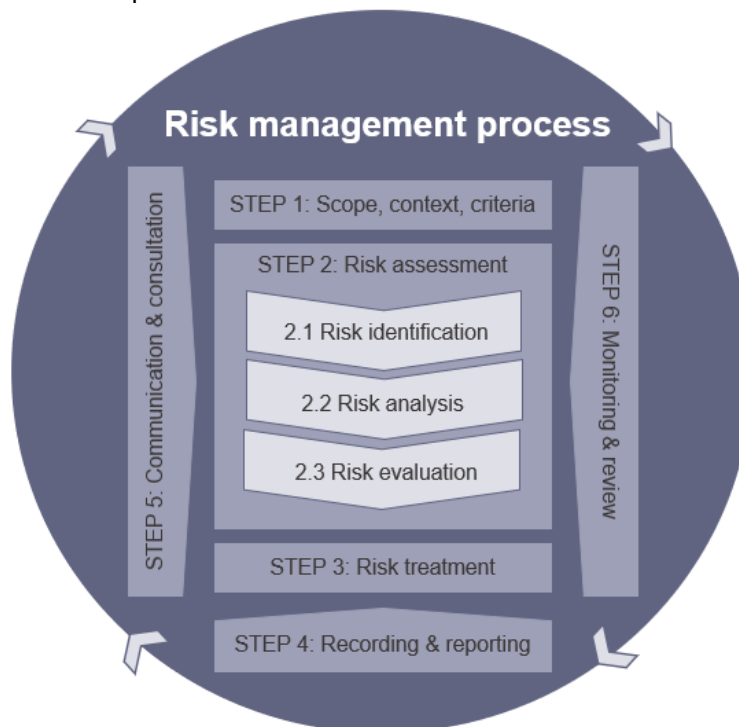 Risk management process
STEP 1: Scope, context, criteria
STEP 2: Risk assessment
2.1 Risk identification
2.2 Risk analysis
2.3 Risk evaluation
STEP 3: Risk treatment
STEP 4: Recording & reporting
STEP 5: Communication & consultation
STEP 6: Monitoring & review